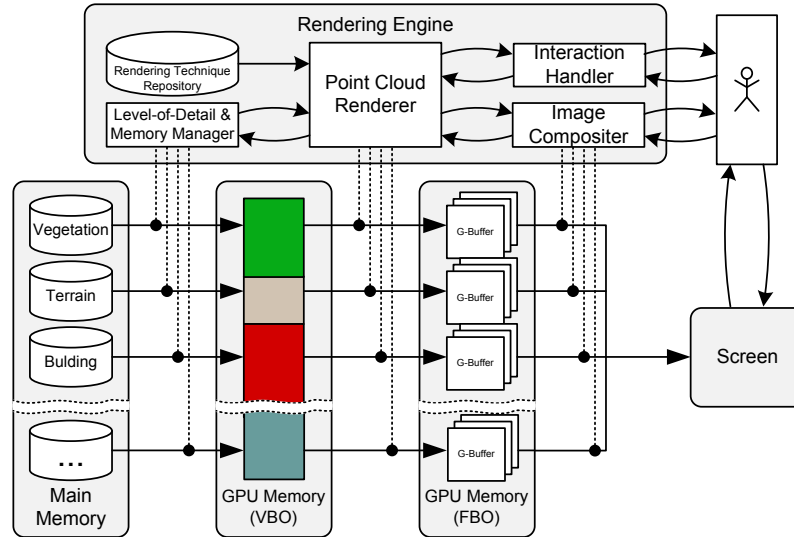 Rendering Engine
Rendering Technique
Repository
Point Cloud
Renderer
Interaction
Handler
Level-of-Detail &
Memory Manager
Image
Compositer
Vegetation
G-Buffer
Terrain
G-Buffer
Bulding
G-Buffer
Screen
...
G-Buffer
Main
Memory
GPU Memory
(VBO)
GPU Memory
(FBO)